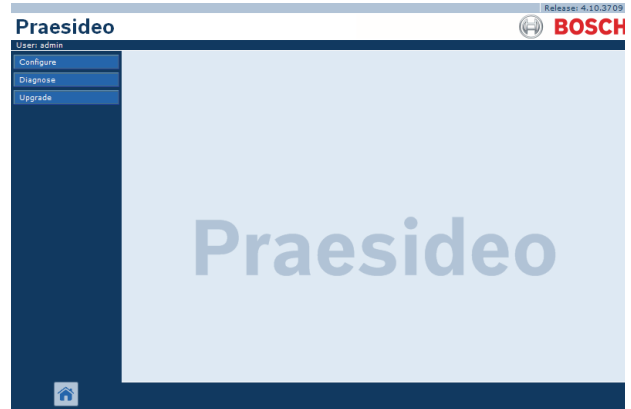 Release: 4.10.3709
Praesideo
BOSCH
User: admin
Configure
Diagnose
Upgrade
Praesideo